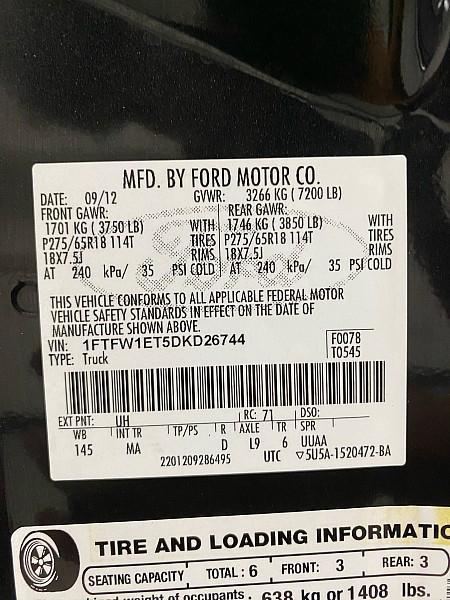 MFD. BY FORD MOTOR CO.
DATE: 09/12 GVWR: 3266 KG ( 7200 LB)
FRONT GAWR: REAR GAWR:
1701 KG ( 3750 LB) WITH 1746 KG ( 3850 LB) WITH
P275/65R18 114T TIRES P275/65R18 114T TIRES
18X7.5J RIMS 18X7.5J RIMS
AT 240 kPa/ 35 PSI COLD AT 240 kPa/ 35 PSI COLD
THIS VEHICLE CONFORMS TO ALL APPLICABLE FEDERAL MOTOR
VEHICLE SAFETY STANDARDS IN EFFECT ON THE DATE OF
MANUFACTURE SHOWN ABOVE.
VIN: 1FTFW1ET5DKD26744 F0078
TYPE: Truck T0545
EXT PNT: UH RC: 71 DSO:
WB INT TR TP/PS R AXLE TR SPR
145 MA D L9 6 UUAA
2201209286495 UTC ▽5U5A-1520472-BA
Ford
TIRE AND LOADING INFORMATIO
SEATING CAPACITY TOTAL : 6 FRONT: 3 REAR: 3
weight of occupants 638 kg or 1408 lbs.